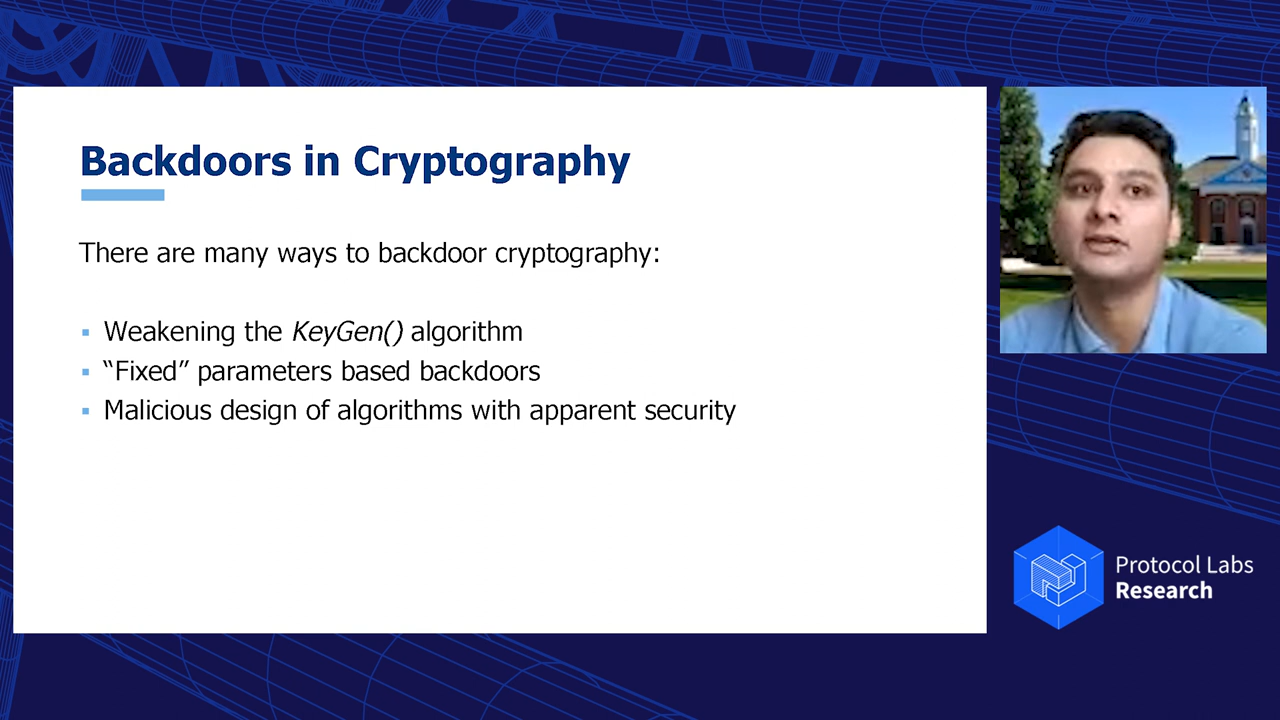 Backdoors in Cryptography
There are many ways to backdoor cryptography:
▪ Weakening the KeyGen() algorithm
▪ “Fixed” parameters based backdoors
▪ Malicious design of algorithms with apparent security
Protocol Labs
Research